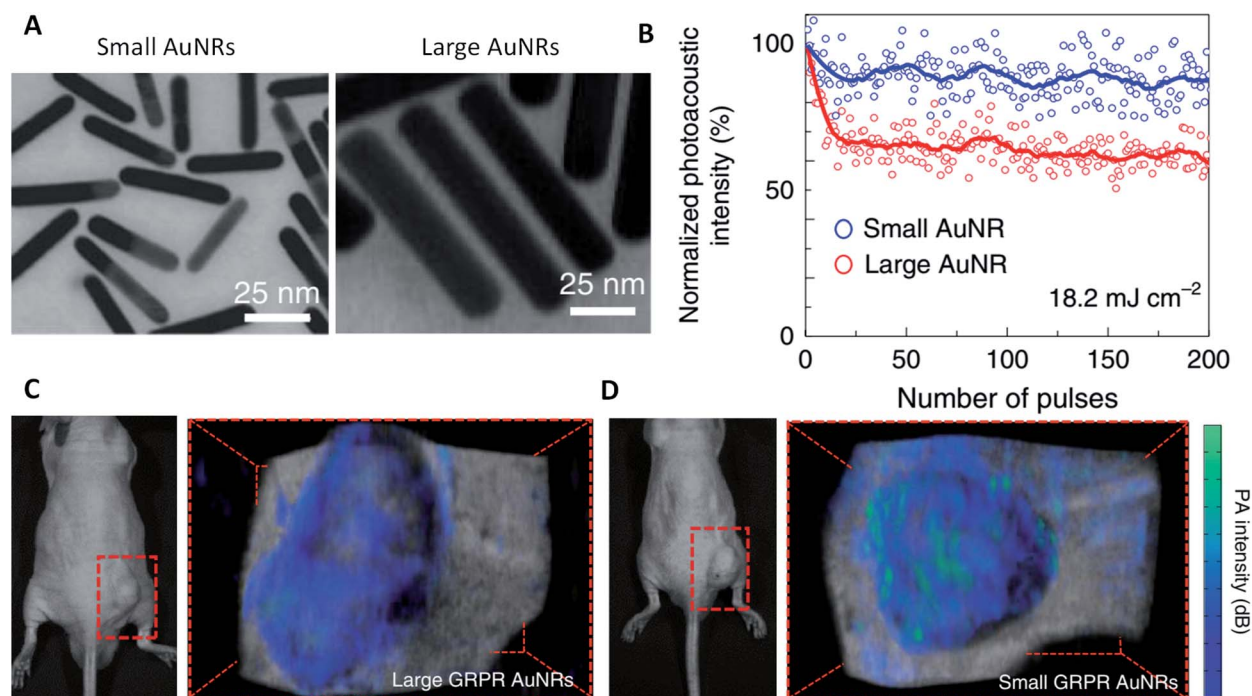 A
Small AuNRs
Large AuNRs
25 nm
25 nm
B
Normalized photoacoustic
intensity (%)
100
50
0
Small AuNR
Large AuNR
18.2 mJ cm⁻²
0
50
100
150
200
Number of pulses
C
Large GRPR AuNRs
D
Small GRPR AuNRs
PA intensity (dB)